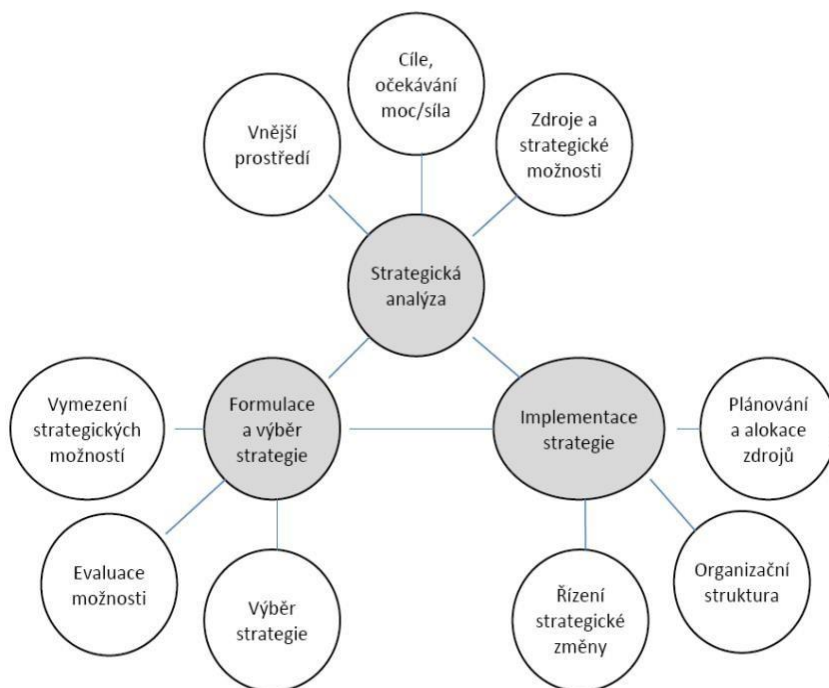 Cíle,
očekávání
moc/síla
Vnější
prostředí
Zdroje a
strategické
možnosti
Strategická
analýza
Vymezení
strategických
možností
Formulace
a výběr
strategie
Implementace
strategie
Plánování
a alokace
zdrojů
Evaluace
možnosti
Výběr
strategie
Řízení
strategické
změny
Organizační
struktura